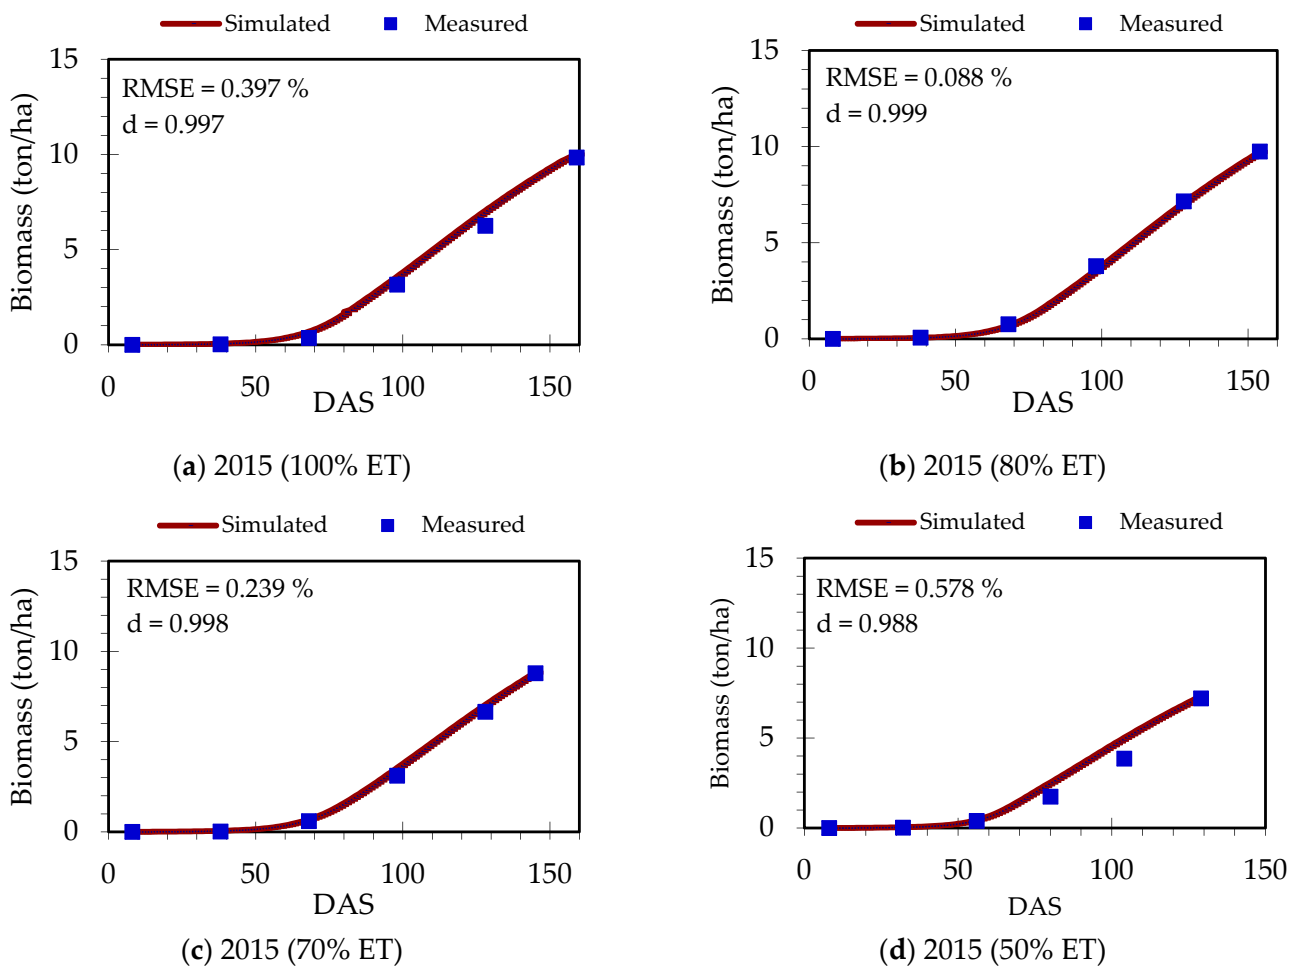 Simulated Measured
15
10
5
0
Biomass (ton/ha)
RMSE = 0.397 %
d = 0.997
0 50 100 150
DAS
(a) 2015 (100% ET)
Simulated Measured
15
10
5
0
Biomass (ton/ha)
RMSE = 0.088 %
d = 0.999
0 50 100 150
DAS
(b) 2015 (80% ET)
Simulated Measured
15
10
5
0
Biomass (ton/ha)
RMSE = 0.239 %
d = 0.998
0 50 100 150
DAS
(c) 2015 (70% ET)
Simulated Measured
15
10
5
0
Biomass (ton/ha)
RMSE = 0.578 %
d = 0.988
0 50 100 150
DAS
(d) 2015 (50% ET)